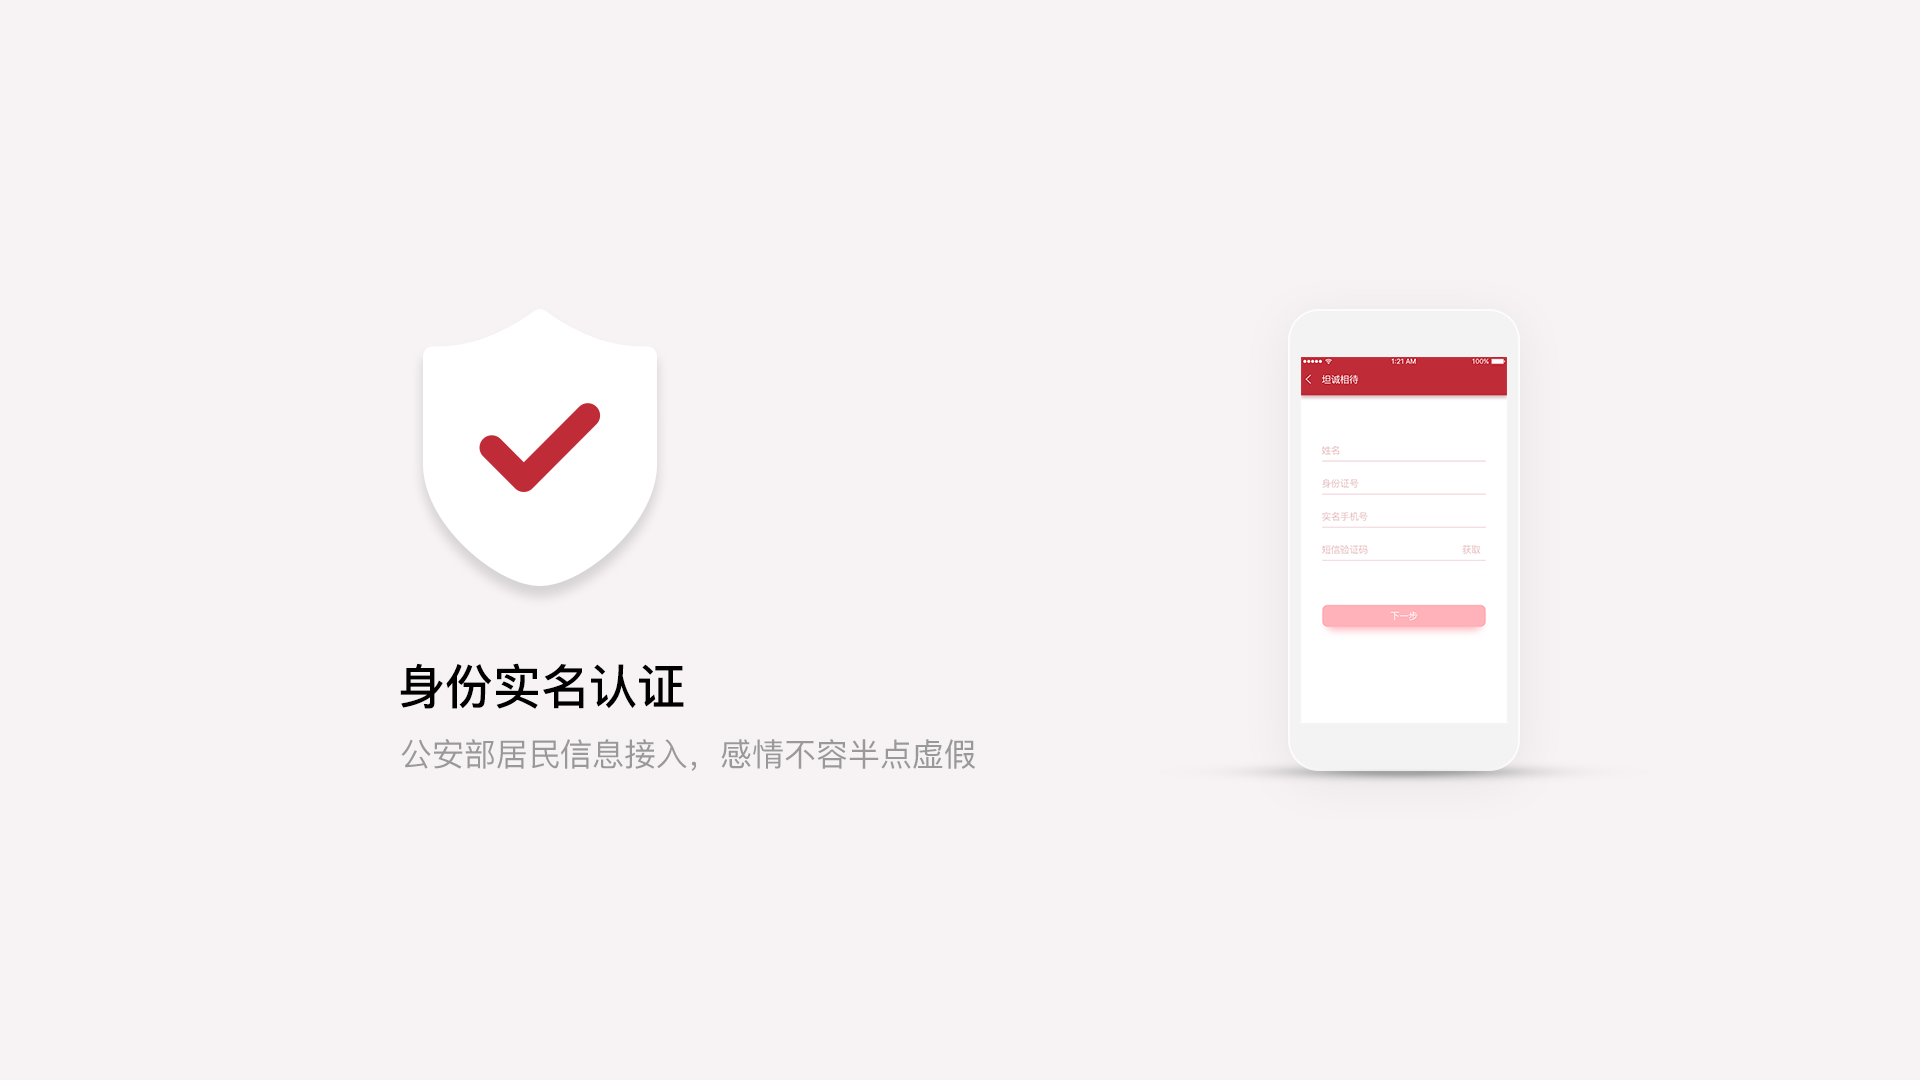 身份实名认证
公安部居民信息接入，感情不容半点虚假
1:21 AM 100%
坦诚相待
姓名
身份证号
实名手机号
短信验证码 获取
下一步